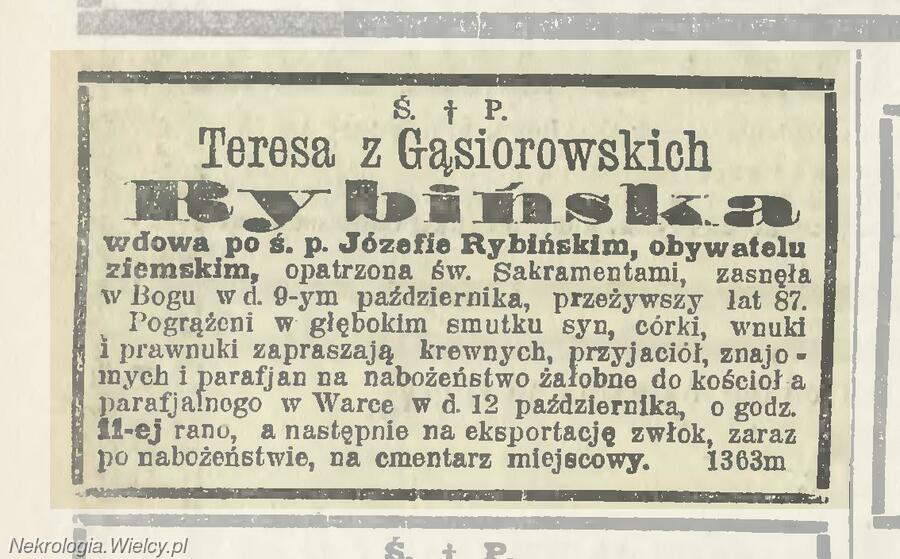 Ś. † P.
Teresa z Gąsiorowskich
Rybińska
wdowa po ś. p. Józefie Rybińskim, obywatelu
ziemskim, opatrzona św. Sakramentami, zasnęła
w Bogu w d. 9-ym października, przeżywszy lat 87.
Pogrążeni w głębokim smutku syn, córki, wnuki
i prawnuki zapraszają krewnych, przyjaciół, znajo-
mych i parafjan na nabożeństwo żałobne do kościoła
parafjalnego w Warce w d. 12 października, o godz.
11-ej rano, a następnie na eksportację zwłok, zaraz
po nabożeństwie, na cmentarz miejscowy. 1363m
Nekrologia.Wielcy.pl
Ś. † P.